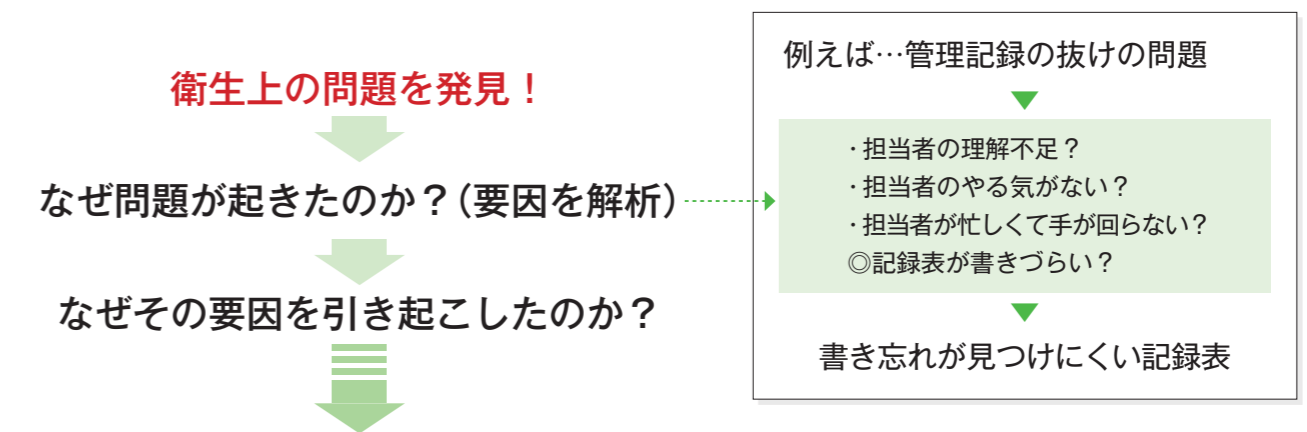 衛生上の問題を発見！
なぜ問題が起きたのか？（要因を解析）
なぜその要因を引き起こしたのか？
例えば…管理記録の抜けの問題
・担当者の理解不足？
・担当者のやる気がない？
・担当者が忙しくて手が回らない？
◎記録表が書きづらい？
書き忘れが見つけにくい記録表